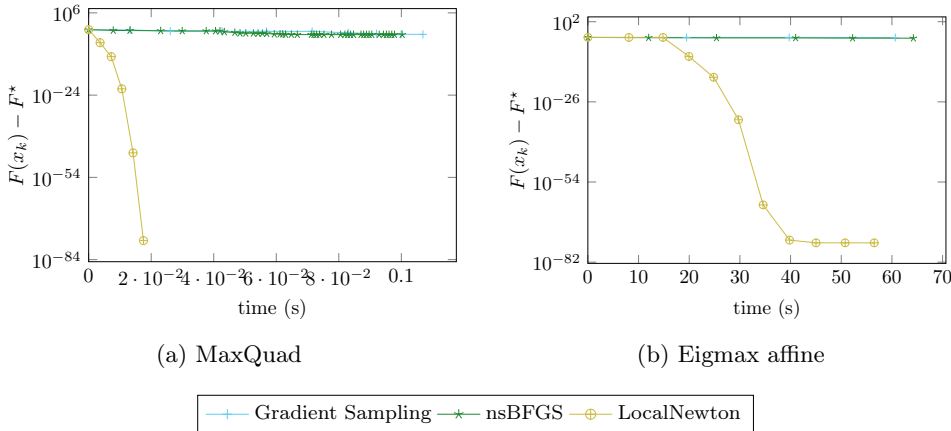 10^6
10^−24
10^−54
10^−84
F(x_k) − F^⋆
0
2·10^−2
4·10^−2
6·10^−2
8·10^−2
0.1
time (s)
(a) MaxQuad
10^2
10^−26
10^−54
10^−82
F(x_k) − F^⋆
0 10 20 30 40 50 60 70
time (s)
(b) Eigmax affine
Gradient Sampling nsBFGS LocalNewton